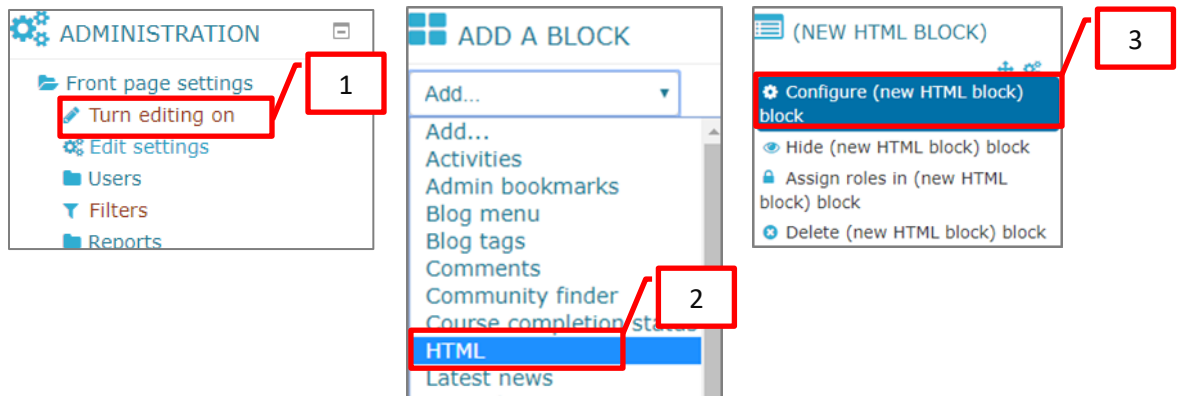 ADMINISTRATION
Front page settings
1
Turn editing on
Edit settings
Users
Filters
Reports
ADD A BLOCK
Add...
Add...
Activities
Admin bookmarks
Blog menu
Blog tags
Comments
Community finder
2
Course completion status
HTML
Latest news
(NEW HTML BLOCK)
3
Configure (new HTML block)
block
Hide (new HTML block) block
Assign roles in (new HTML
block) block
Delete (new HTML block) block